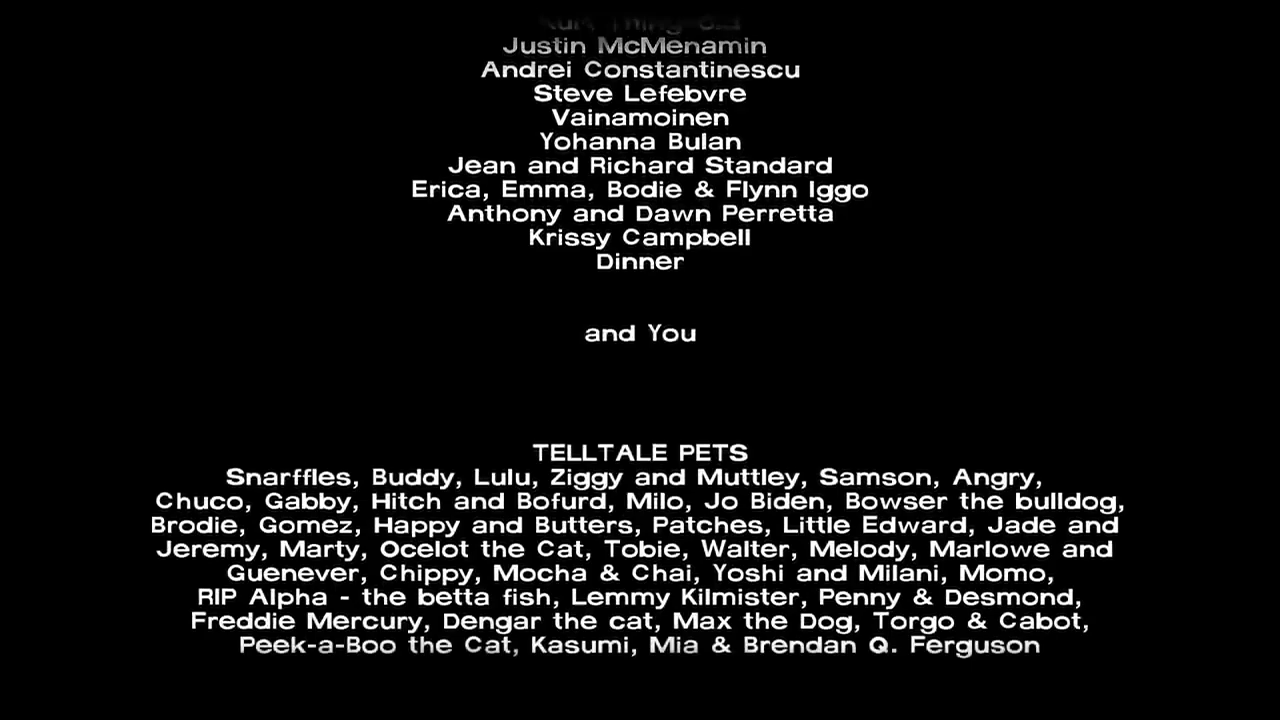 Justin McMenamin
Andrei Constantinescu
Steve Lefebvre
Vainamoinen
Yohanna Bulan
Jean and Richard Standard
Erica, Emma, Bodie & Flynn Iggo
Anthony and Dawn Perretta
Krissy Campbell
Dinner
and You
TELLTALE PETS
Snarffles, Buddy, Lulu, Ziggy and Muttley, Samson, Angry,
Chuco, Gabby, Hitch and Bofurd, Milo, Jo Biden, Bowser the bulldog,
Brodie, Gomez, Happy and Butters, Patches, Little Edward, Jade and
Jeremy, Marty, Ocelot the Cat, Tobie, Walter, Melody, Marlowe and
Guenever, Chippy, Mocha & Chai, Yoshi and Milani, Momo,
RIP Alpha - the betta fish, Lemmy Kilmister, Penny & Desmond,
Freddie Mercury, Dengar the cat, Max the Dog, Torgo & Cabot,
Peek-a-Boo the Cat, Kasumi, Mia & Brendan Q. Ferguson